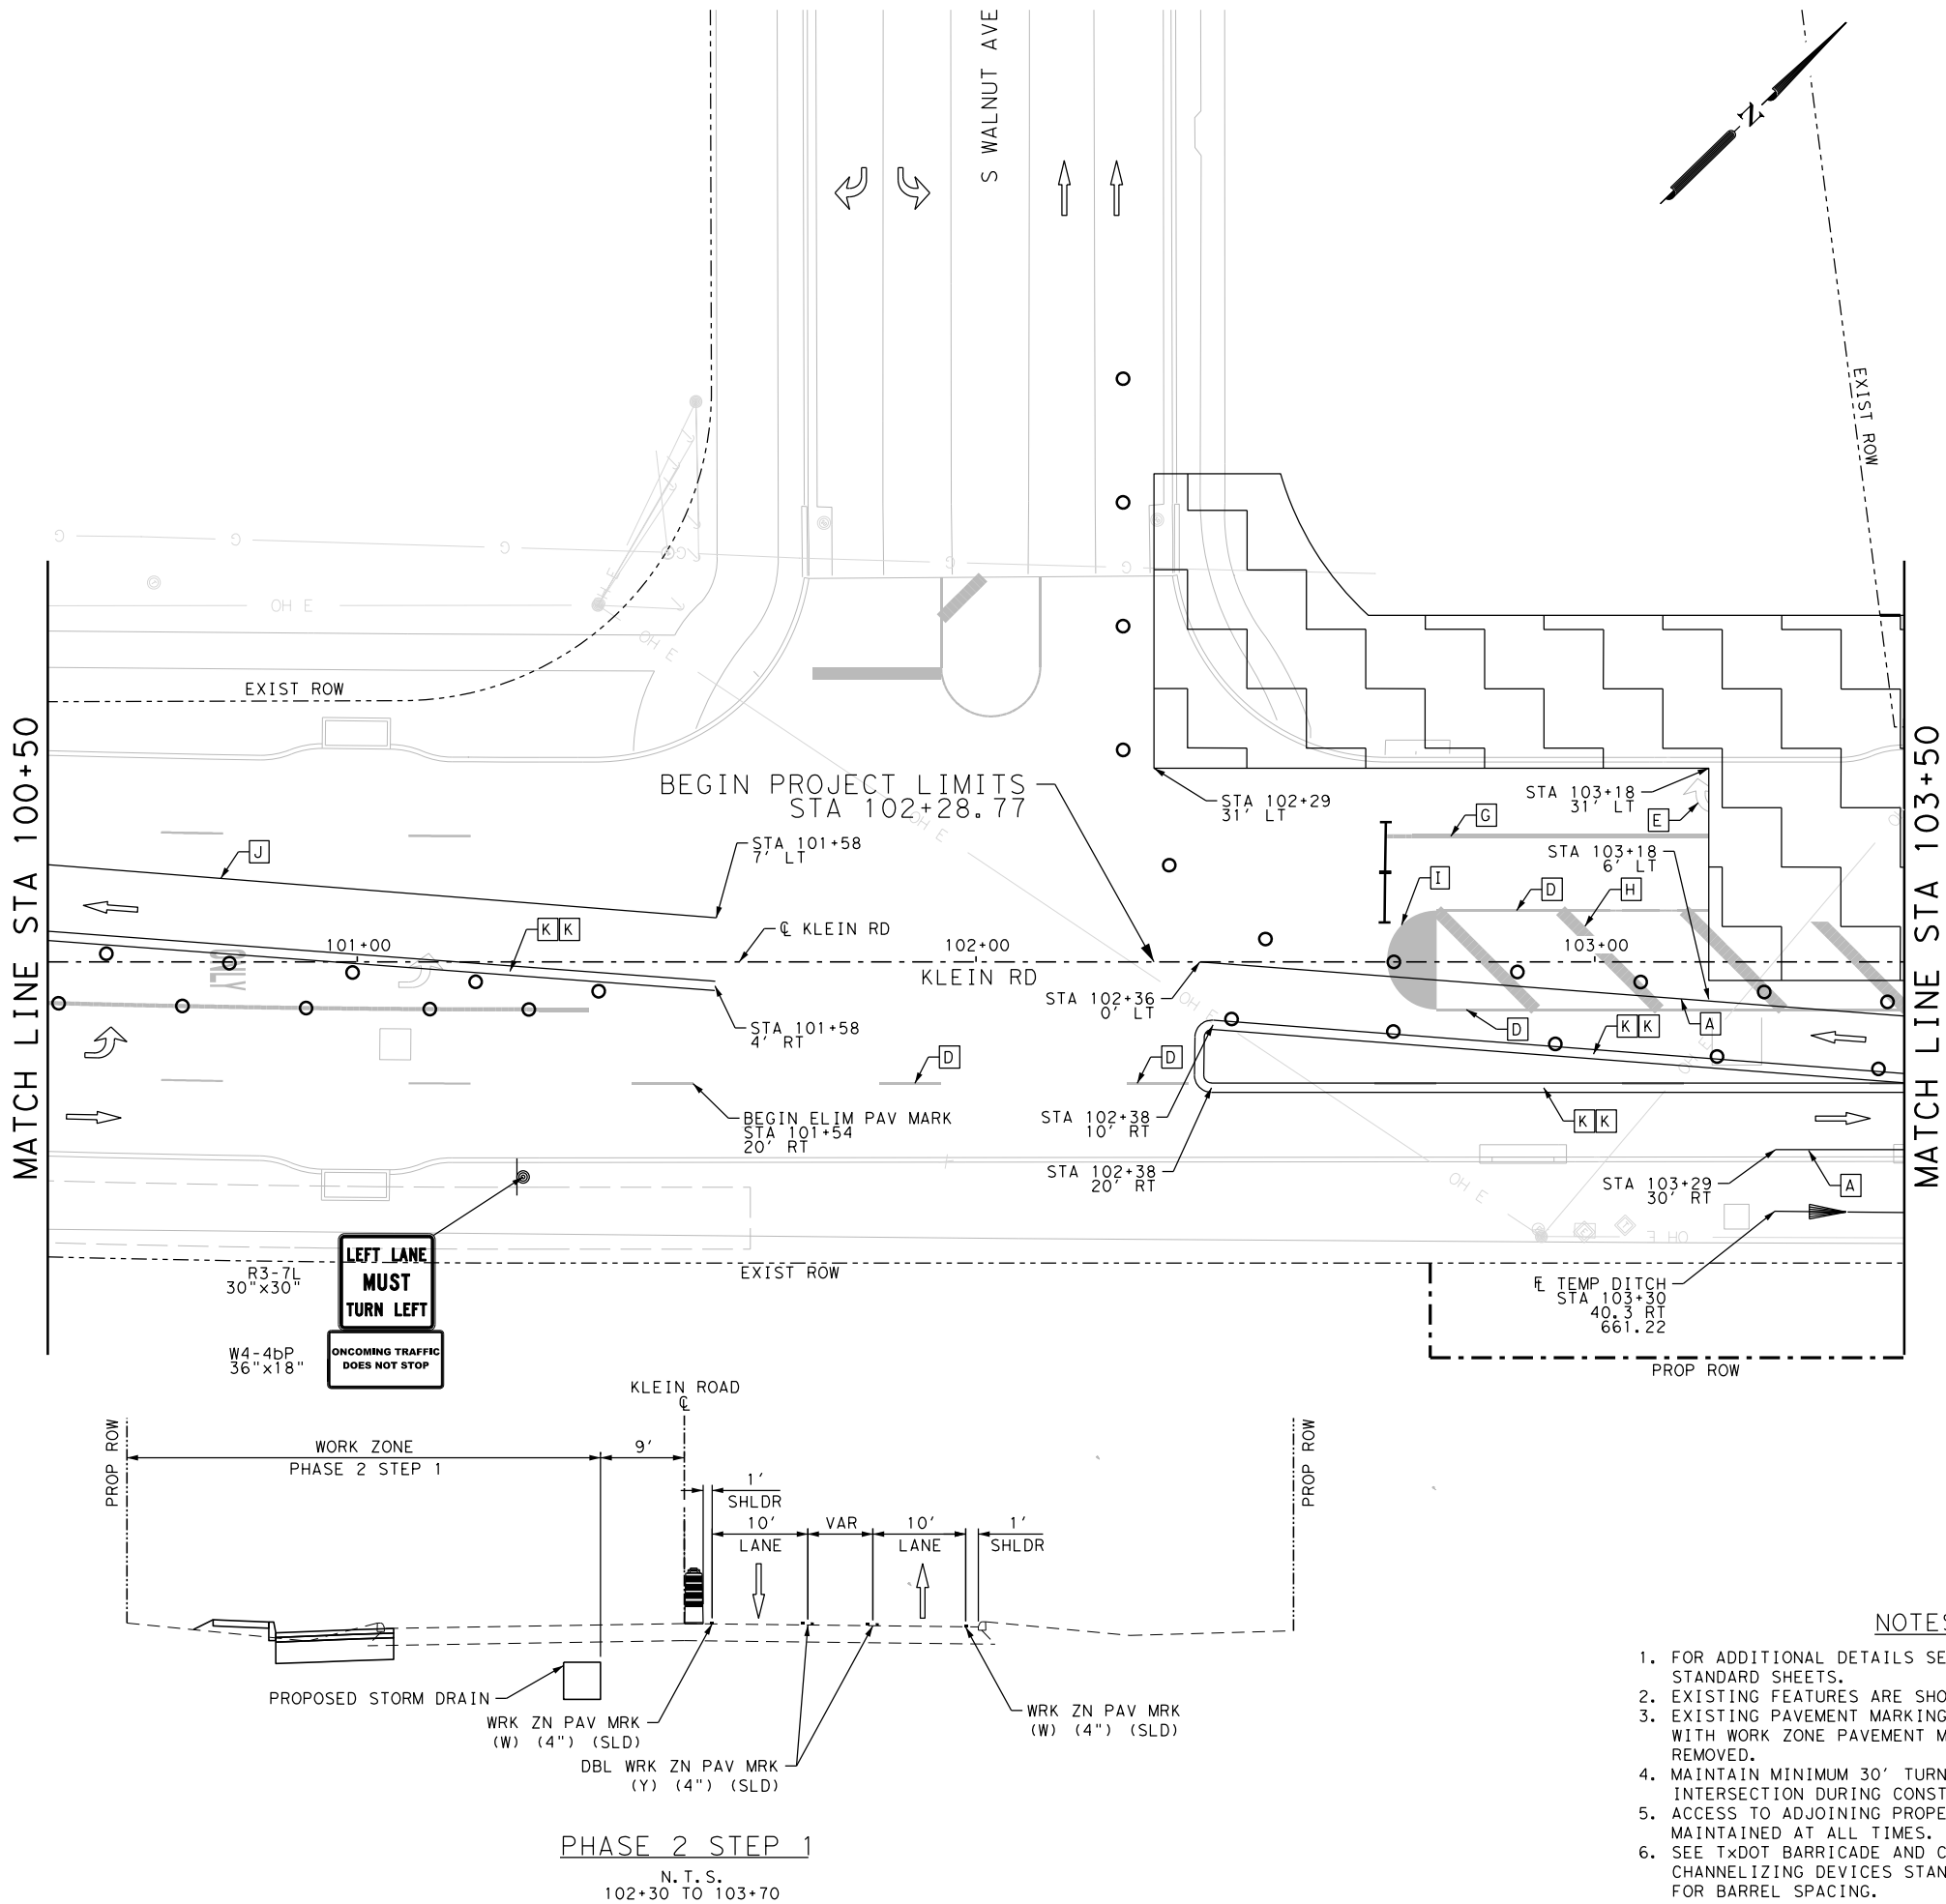 S WALNUT AVE
N
EXIST ROW
G
G
G
GG
G
G
OH E
OH E
OH E
EXIST ROW
MATCH LINE STA 100+50
MATCH LINE STA 103+50
BEGIN PROJECT LIMITS
STA 102+28.77
STA 102+29
31' LT
STA 103+18
31' LT
E
G
OH E
J
STA 101+58
7' LT
STA 103+18
6' LT
I
D
H
K K
℄ KLEIN RD
101+00
102+00
103+00
ONLY
KLEIN RD
STA 102+36
0' LT
OH E
D
K K
A
STA 101+58
4' RT
D
D
OH E
BEGIN ELIM PAV MARK
STA 101+54
20' RT
STA 102+38
10' RT
K K
STA 102+38
20' RT
OH E
STA 103+29
30' RT
A
OH E
LEFT LANE
MUST
TURN LEFT
R3-7L
30"x30"
EXIST ROW
FL TEMP DITCH
STA 103+30
40.3 RT
661.22
W4-4bP
36"x18"
ONCOMING TRAFFIC
DOES NOT STOP
PROP ROW
KLEIN ROAD
℄
PROP ROW
WORK ZONE
PHASE 2 STEP 1
9'
PROP ROW
1'
SHLDR
10'
LANE
VAR
10'
LANE
1'
SHLDR
PROPOSED STORM DRAIN
WRK ZN PAV MRK
(W) (4") (SLD)
WRK ZN PAV MRK
(W) (4") (SLD)
DBL WRK ZN PAV MRK
(Y) (4") (SLD)
PHASE 2 STEP 1
N.T.S.
102+30 TO 103+70
NOTES
1. FOR ADDITIONAL DETAILS SE
STANDARD SHEETS.
2. EXISTING FEATURES ARE SHO
3. EXISTING PAVEMENT MARKING
WITH WORK ZONE PAVEMENT M
REMOVED.
4. MAINTAIN MINIMUM 30' TURN
INTERSECTION DURING CONST
5. ACCESS TO ADJOINING PROPE
MAINTAINED AT ALL TIMES.
6. SEE TxDOT BARRICADE AND C
CHANNELIZING DEVICES STAN
FOR BARREL SPACING.